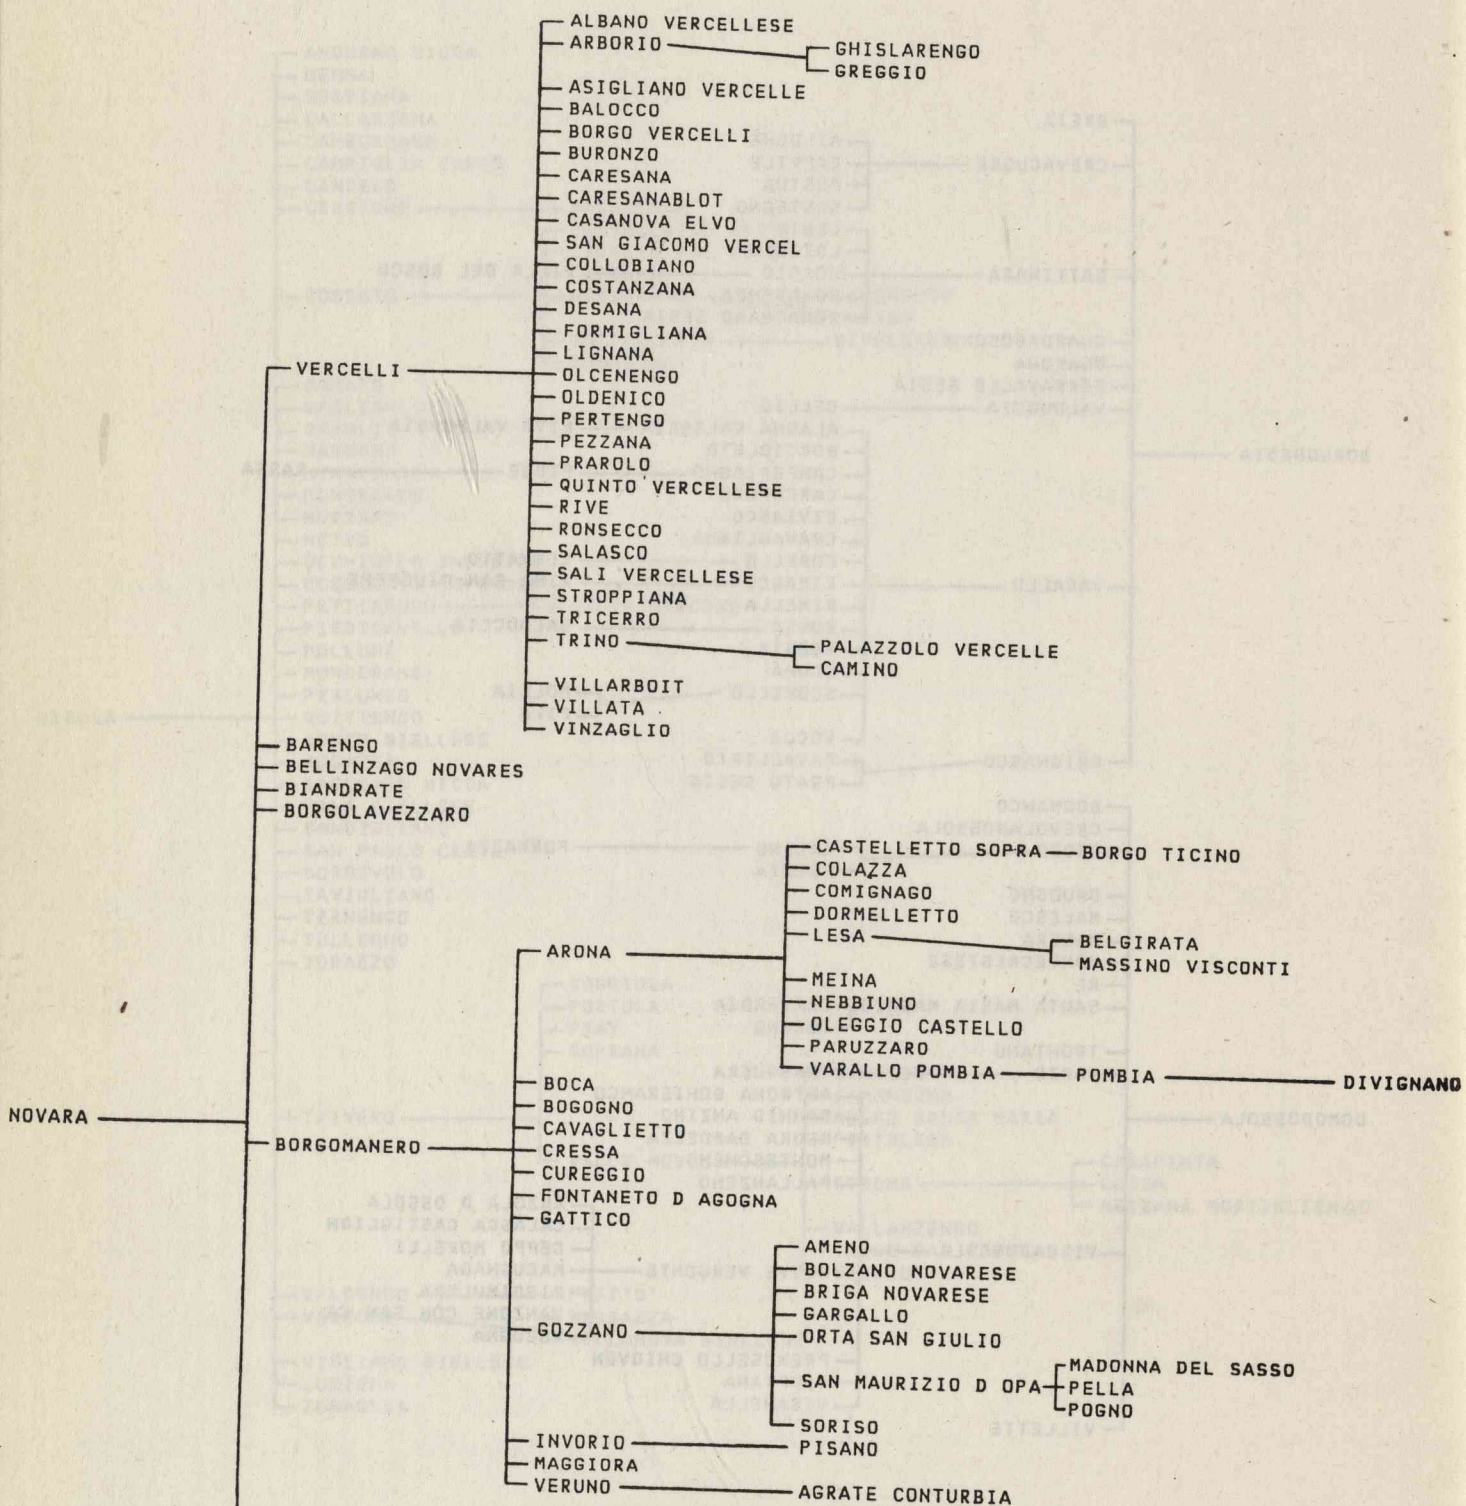 ALBANO VERCELLESE
ARBORIO
GHISLARENGO
GREGGIO
ASIGLIANO VERCELLE
BALOCCO
BORGO VERCELLI
BURONZO
CARESANA
CARESANABLOT
CASANOVA ELVO
SAN GIACOMO VERCEL
COLLOBIANO
COSTANZANA
DESANA
FORMIGLIANA
LIGNANA
VERCELLI
OLCENENGO
OLDENICO
PERTENGO
PEZZANA
PRAROLO
QUINTO VERCELLESE
RIVE
RONSECCO
SALASCO
SALI VERCELLESE
STROPPIANA
TRICERRO
TRINO
PALAZZOLO VERCELLE
CAMINO
VILLARBOIT
VILLATA
VINZAGLIO
BARENGO
BELLINZAGO NOVARES
BIANDRATE
BORGOLAVEZZARO
CASTELLETTO SOPRA
BORGO TICINO
COLAZZA
COMIGNAGO
DORMELLETTO
LESA
BELGIRATA
MASSINO VISCONTI
ARONA
MEINA
NEBBIUNO
OLEGGIO CASTELLO
PARUZZARO
VARALLO POMBIA
POMBIA
DIVIGNANO
BOCA
BOGOGNO
NOVARA
CAVAGLIETTO
BORGOMANERO
CRESSA
CUREGGIO
FONTANETO D AGOGNA
GATTICO
AMENO
BOLZANO NOVARESE
BRIGA NOVARESE
GARGALLO
GOZZANO
ORTA SAN GIULIO
SAN MAURIZIO D OPA
MADONNA DEL SASSO
PELLA
POGNO
SORISO
INVORIO
PISANO
MAGGIORA
VERUNO
AGRATE CONTURBIA